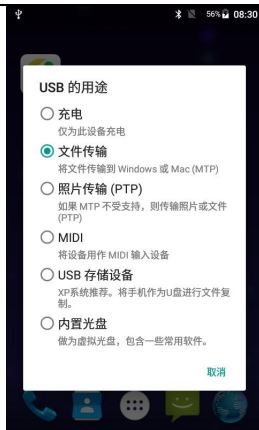 56% 08:30
USB 的用途
充电
仅为此设备充电
文件传输
将文件传输到 Windows 或 Mac (MTP)
照片传输 (PTP)
如果 MTP 不受支持，则传输照片或文件
(PTP)
MIDI
将设备用作 MIDI 输入设备
USB 存储设备
XP系统推荐。将手机作为U盘进行文件复
制。
内置光盘
做为虚拟光盘，包含一些常用软件。
取消